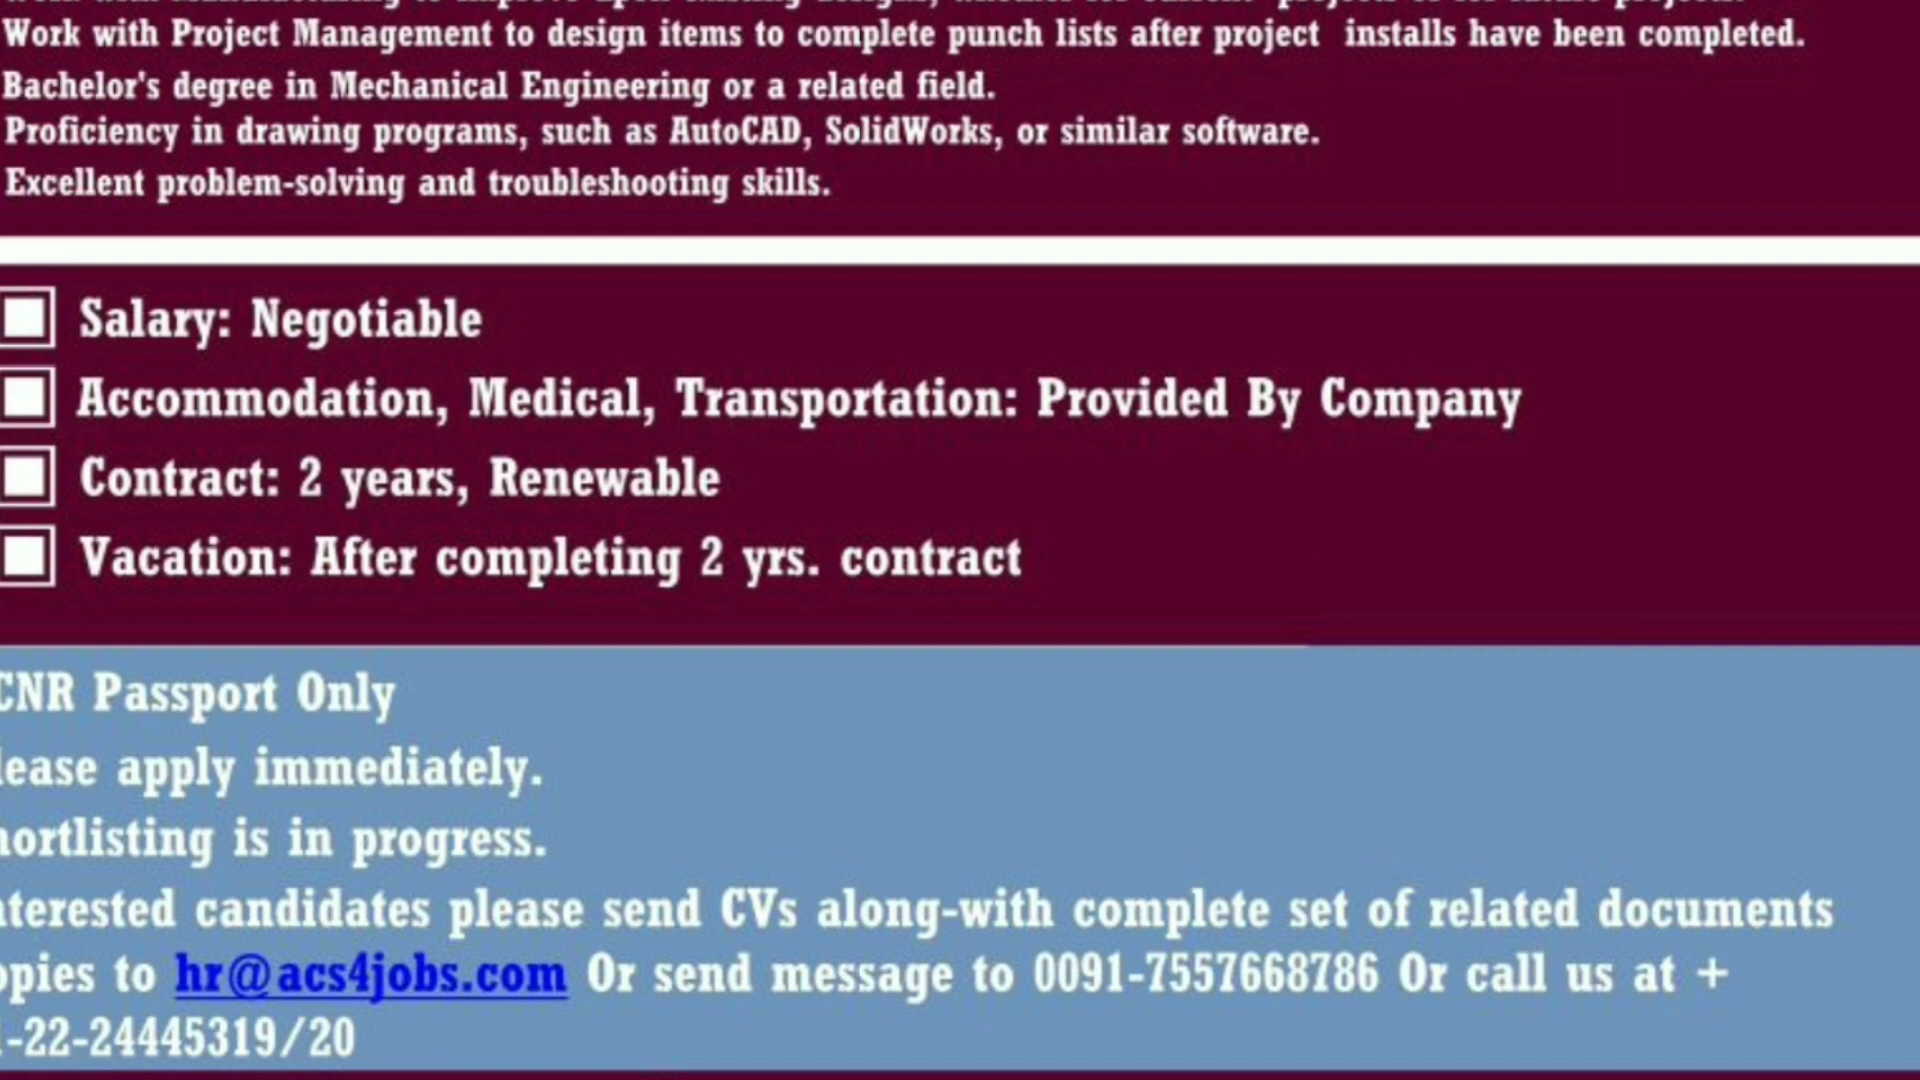 Work with Project Management to design items to complete punch lists after project installs have been completed.
Bachelor's degree in Mechanical Engineering or a related field.
Proficiency in drawing programs, such as AutoCAD, SolidWorks, or similar software.
Excellent problem-solving and troubleshooting skills.
Salary: Negotiable
Accommodation, Medical, Transportation: Provided By Company
Contract: 2 years, Renewable
Vacation: After completing 2 yrs. contract
CNR Passport Only
lease apply immediately.
hortlisting is in progress.
nterested candidates please send CVs along-with complete set of related documents
opies to hr@acs4jobs.com Or send message to 0091-7557668786 Or call us at +
1-22-24445319/20